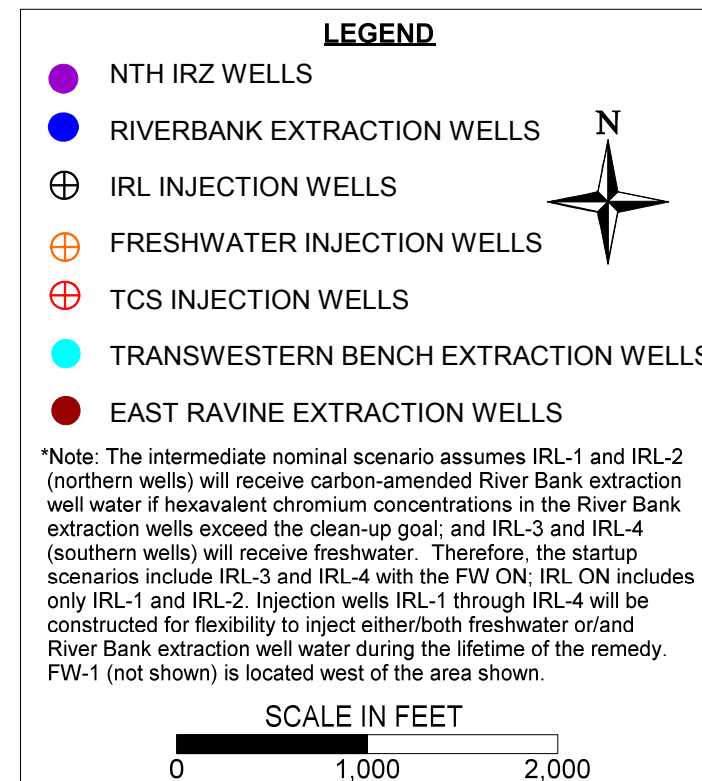 LEGEND
NTH IRZ WELLS
N
RIVERBANK EXTRACTION WELLS
IRL INJECTION WELLS
FRESHWATER INJECTION WELLS
TCS INJECTION WELLS
TRANSWESTERN BENCH EXTRACTION WELLS
EAST RAVINE EXTRACTION WELLS
*Note: The intermediate nominal scenario assumes IRL-1 and IRL-2
(northern wells) will receive carbon-amended River Bank extraction
well water if hexavalent chromium concentrations in the River Bank
extraction wells exceed the clean-up goal; and IRL-3 and IRL-4
(southern wells) will receive freshwater. Therefore, the startup
scenarios include IRL-3 and IRL-4 with the FW ON; IRL ON includes
only IRL-1 and IRL-2. Injection wells IRL-1 through IRL-4 will be
constructed for flexibility to inject either/both freshwater or/and
River Bank extraction well water during the lifetime of the remedy.
FW-1 (not shown) is located west of the area shown.
SCALE IN FEET
0 1,000 2,000